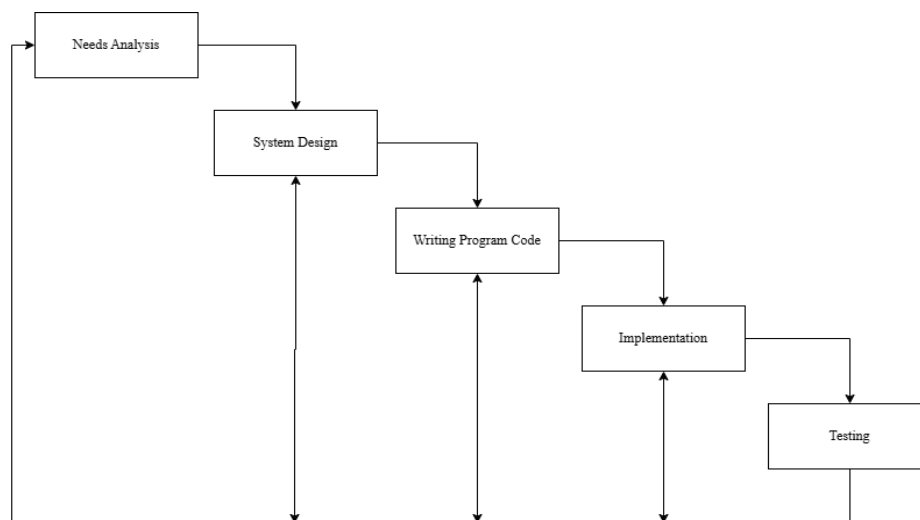 Needs Analysis
System Design
Writing Program Code
Implementation
Testing